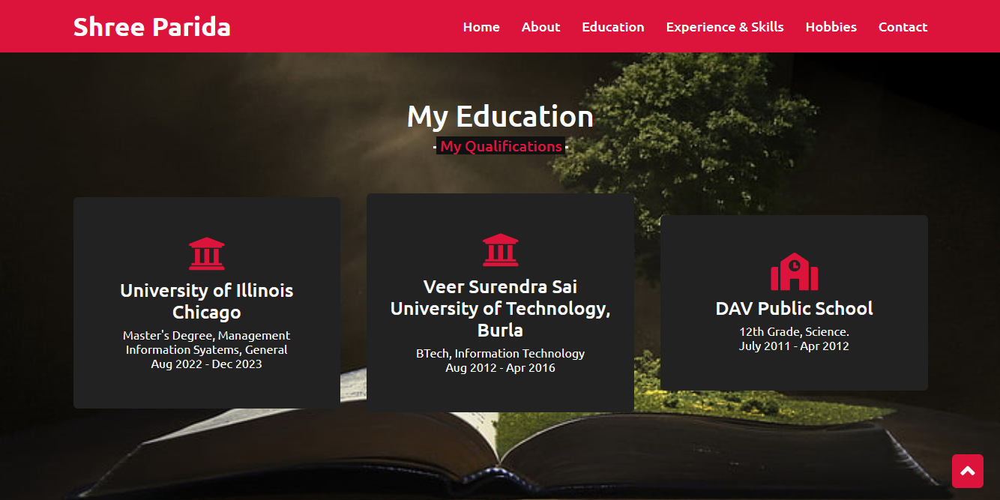 Shree Parida
Home About Education Experience & Skills Hobbies Contact
My Education
My Qualifications
University of Illinois
Chicago
Master's Degree, Management
Information Syatems, General
Aug 2022 - Dec 2023
Veer Surendra Sai
University of Technology,
Burla
BTech, Information Technology
Aug 2012 - Apr 2016
DAV Public School
12th Grade, Science.
July 2011 - Apr 2012